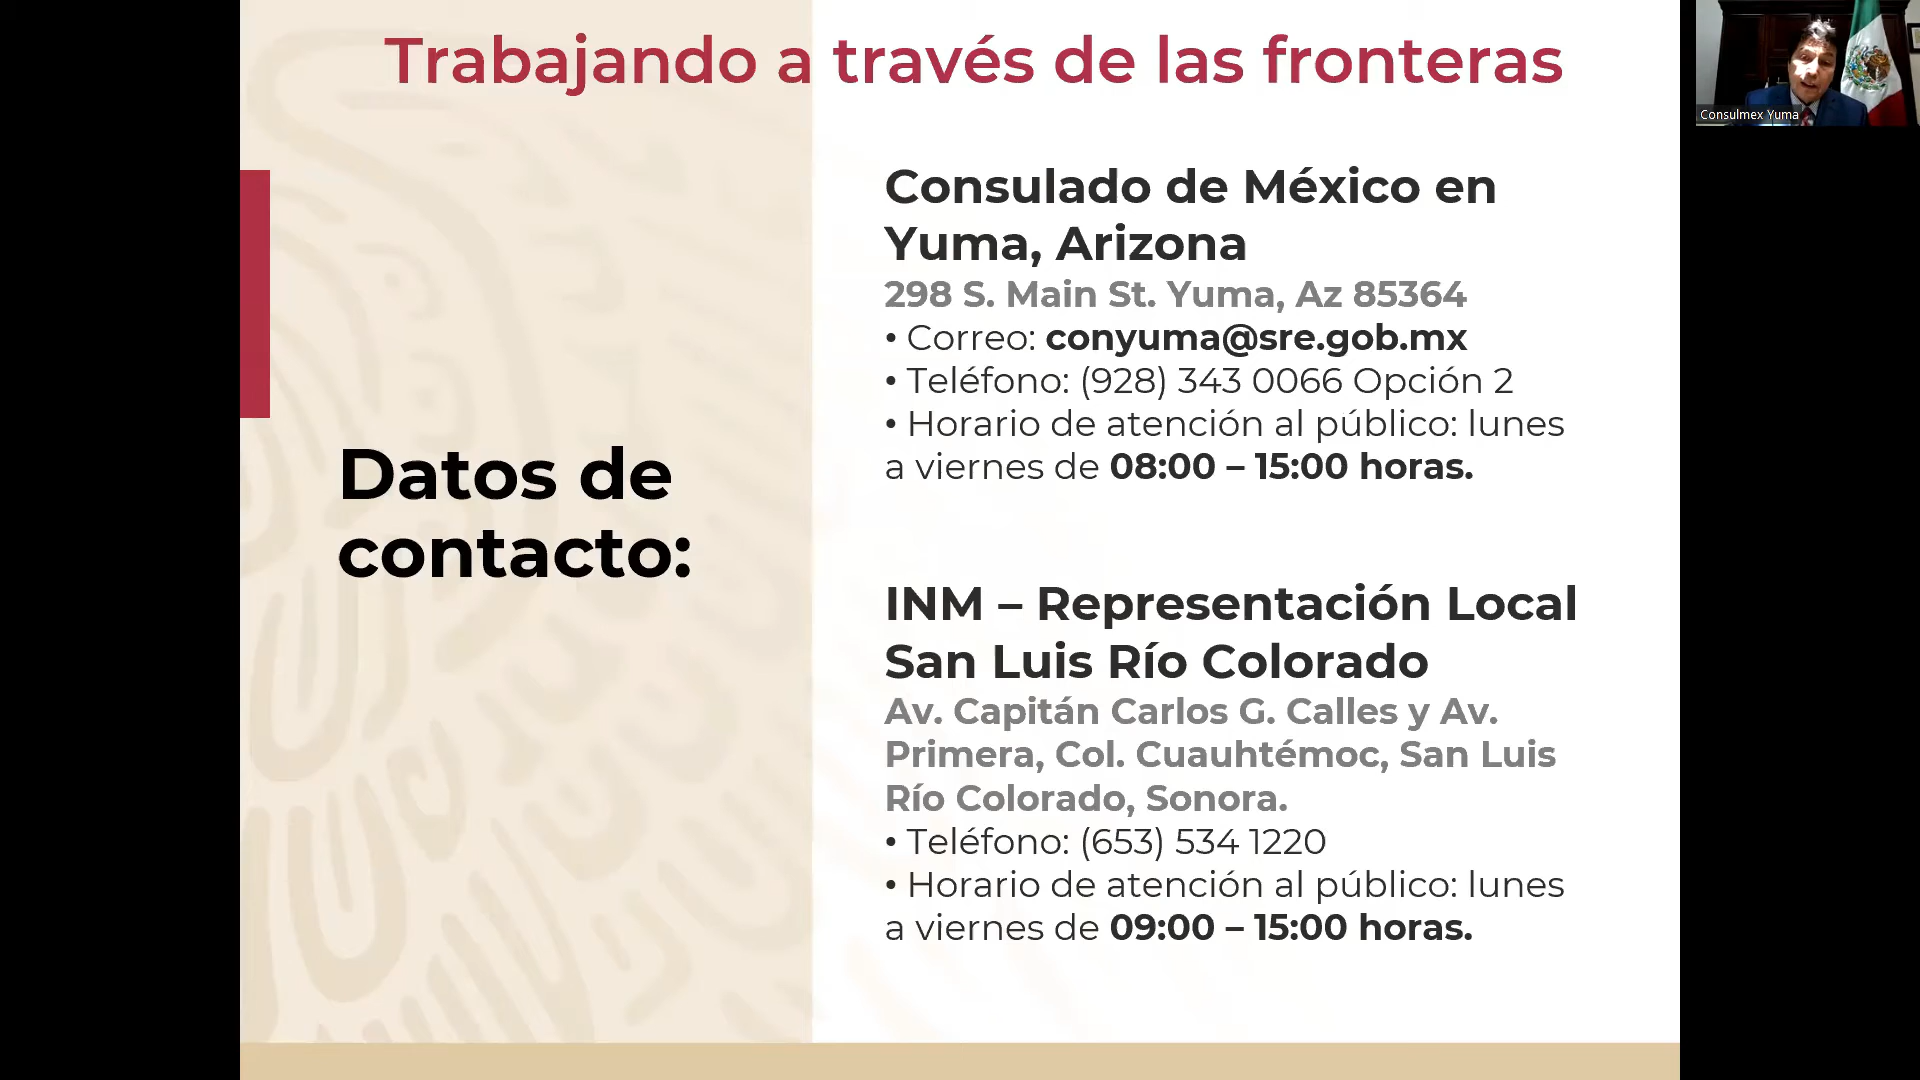 Trabajando a través de las fronteras
Consulmex Yuma
Datos de
contacto:
Consulado de México en
Yuma, Arizona
298 S. Main St. Yuma, Az 85364
• Correo: conyuma@sre.gob.mx
• Teléfono: (928) 343 0066 Opción 2
• Horario de atención al público: lunes
a viernes de 08:00 – 15:00 horas.
INM – Representación Local
San Luis Río Colorado
Av. Capitán Carlos G. Calles y Av.
Primera, Col. Cuauhtémoc, San Luis
Río Colorado, Sonora.
• Teléfono: (653) 534 1220
• Horario de atención al público: lunes
a viernes de 09:00 – 15:00 horas.